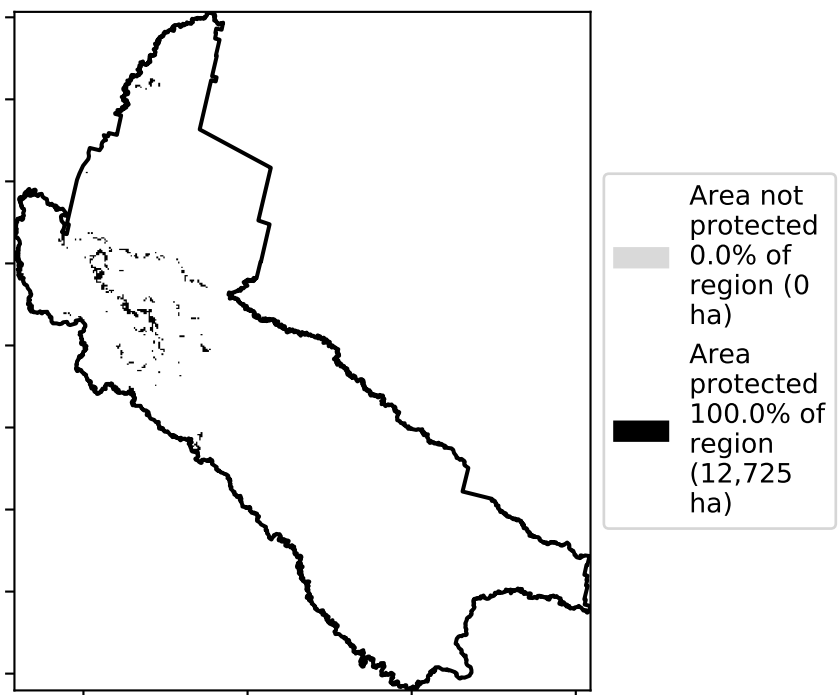 Area not
protected
0.0% of
region (0
ha)
Area
protected
100.0% of
region
(12,725
ha)